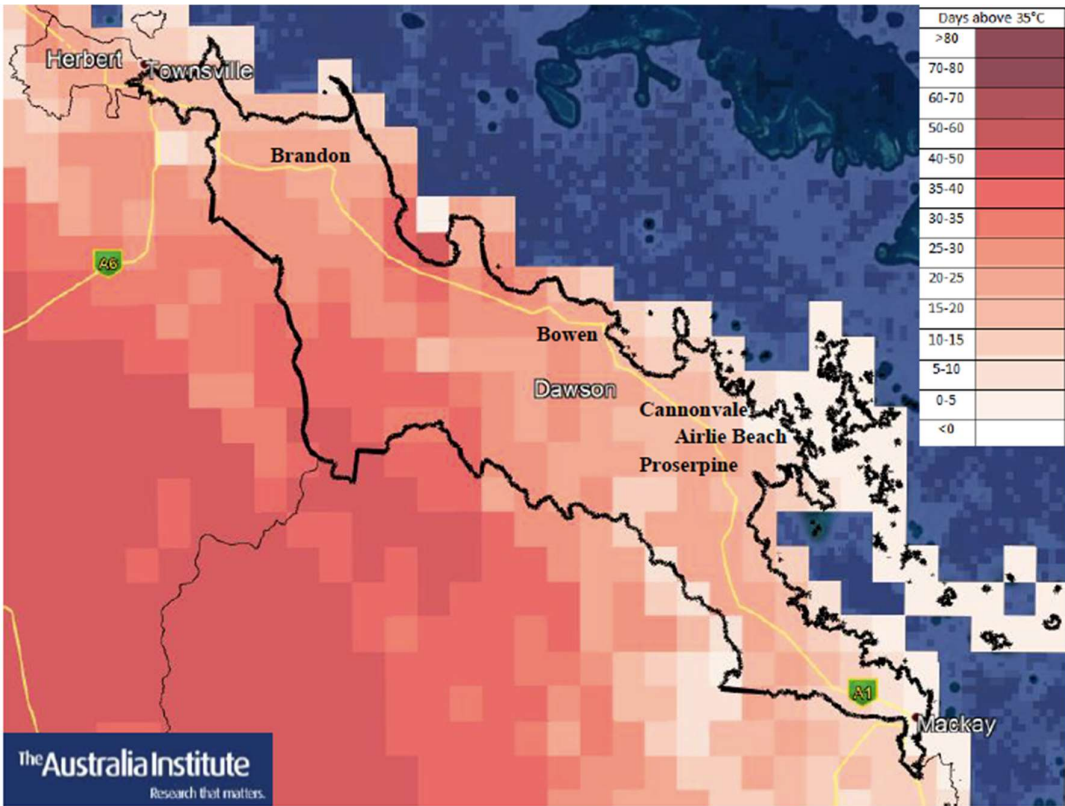 Days above 35°C
>80
70-80
60-70
50-60
40-50
35-40
30-35
25-30
20-25
15-20
10-15
5-10
0-5
<0
Herbert
Townsville
Brandon
A6
Bowen
Dawson
Cannonvale
Airlie Beach
Proserpine
A1
Mackay
The Australia Institute
Research that matters.